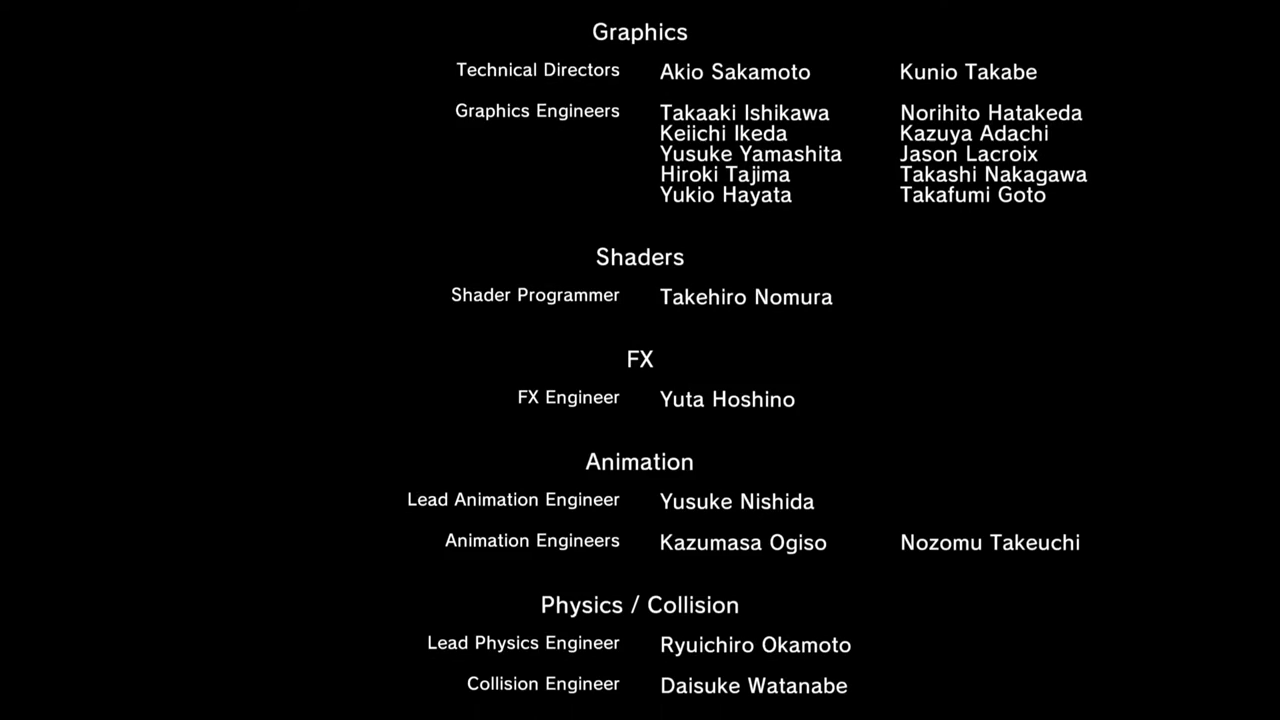 Graphics
Technical Directors Akio Sakamoto Kunio Takabe
Graphics Engineers Takaaki Ishikawa Norihito Hatakeda
Keiichi Ikeda Kazuya Adachi
Yusuke Yamashita Jason Lacroix
Hiroki Tajima Takashi Nakagawa
Yukio Hayata Takafumi Goto
Shaders
Shader Programmer Takehiro Nomura
FX
FX Engineer Yuta Hoshino
Animation
Lead Animation Engineer Yusuke Nishida
Animation Engineers Kazumasa Ogiso Nozomu Takeuchi
Physics / Collision
Lead Physics Engineer Ryuichiro Okamoto
Collision Engineer Daisuke Watanabe